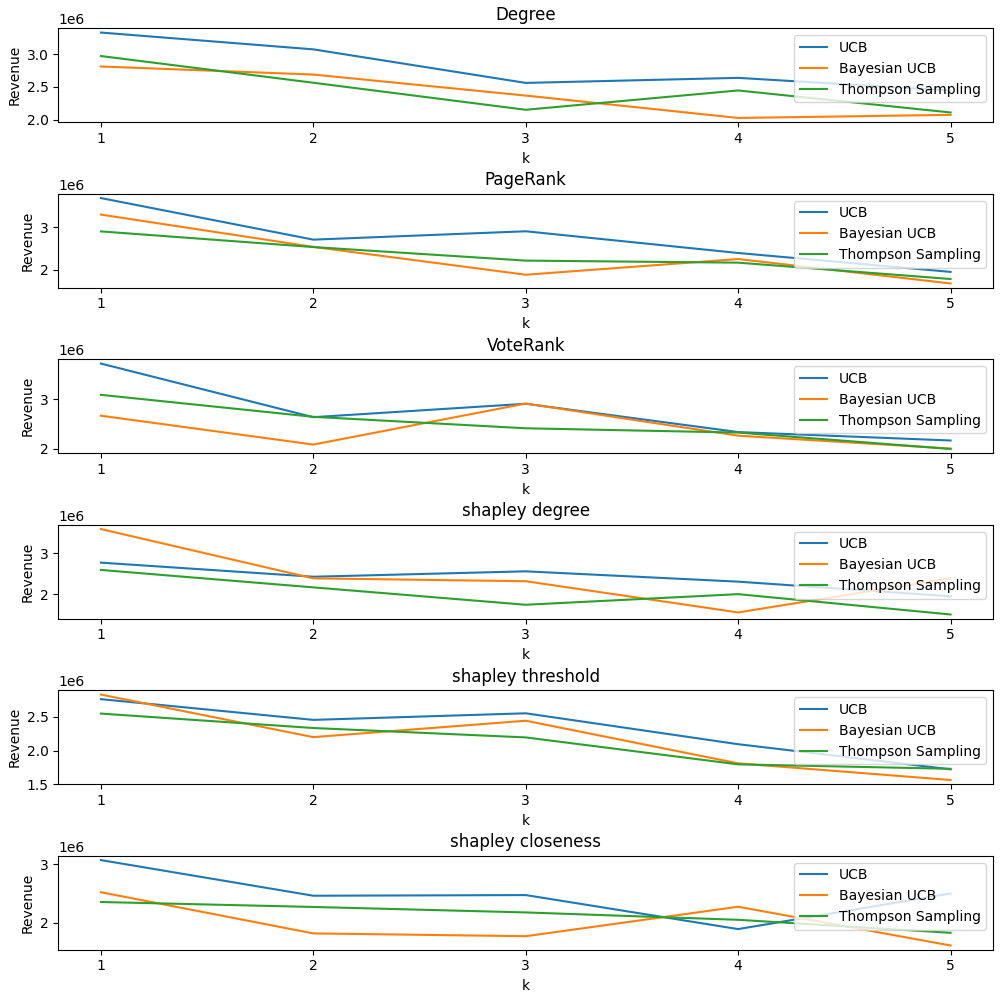 Degree
1e6
Revenue
3.0
2.5
2.0
UCB
Bayesian UCB
Thompson Sampling
1 2 3 4 5
k
PageRank
1e6
Revenue
3
2
UCB
Bayesian UCB
Thompson Sampling
1 2 3 4 5
k
VoteRank
1e6
Revenue
3
2
UCB
Bayesian UCB
Thompson Sampling
1 2 3 4 5
k
shapley degree
1e6
Revenue
3
2
UCB
Bayesian UCB
Thompson Sampling
1 2 3 4 5
k
shapley threshold
1e6
Revenue
2.5
2.0
1.5
UCB
Bayesian UCB
Thompson Sampling
1 2 3 4 5
k
shapley closeness
1e6
Revenue
3
2
UCB
Bayesian UCB
Thompson Sampling
1 2 3 4 5
k